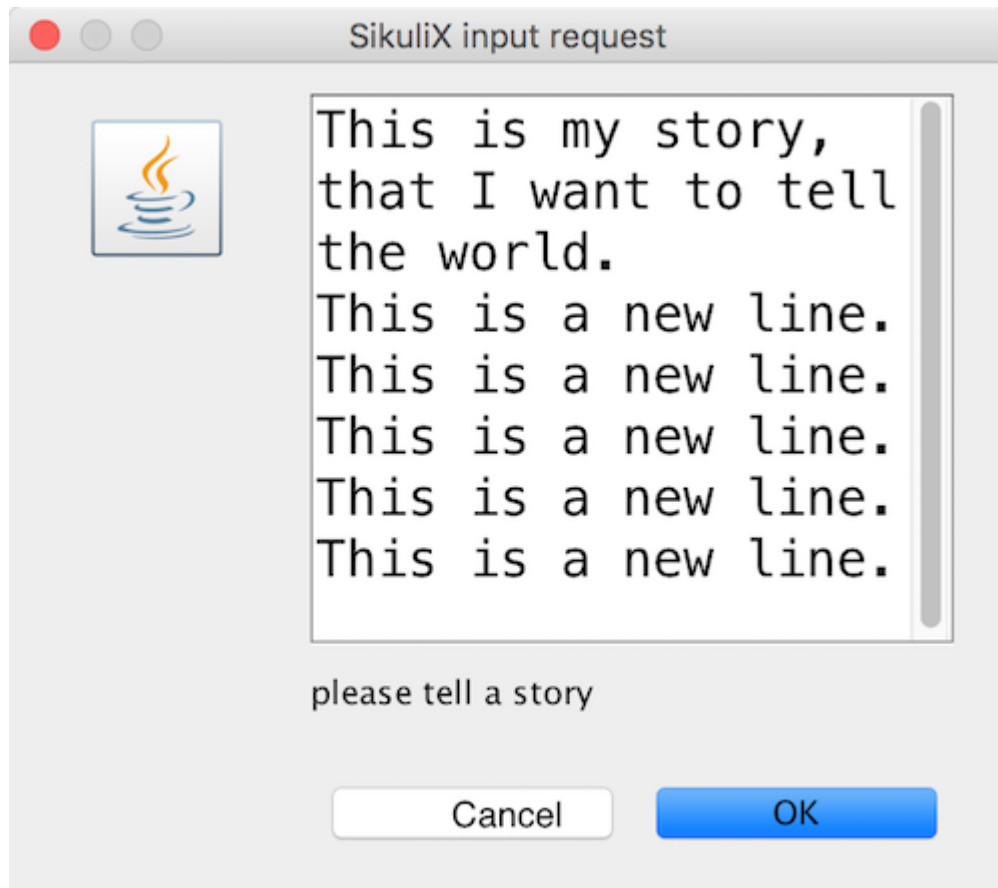 SikuliX input request
This is my story,
that I want to tell
the world.
This is a new line.
This is a new line.
This is a new line.
This is a new line.
This is a new line.
please tell a story
Cancel
OK